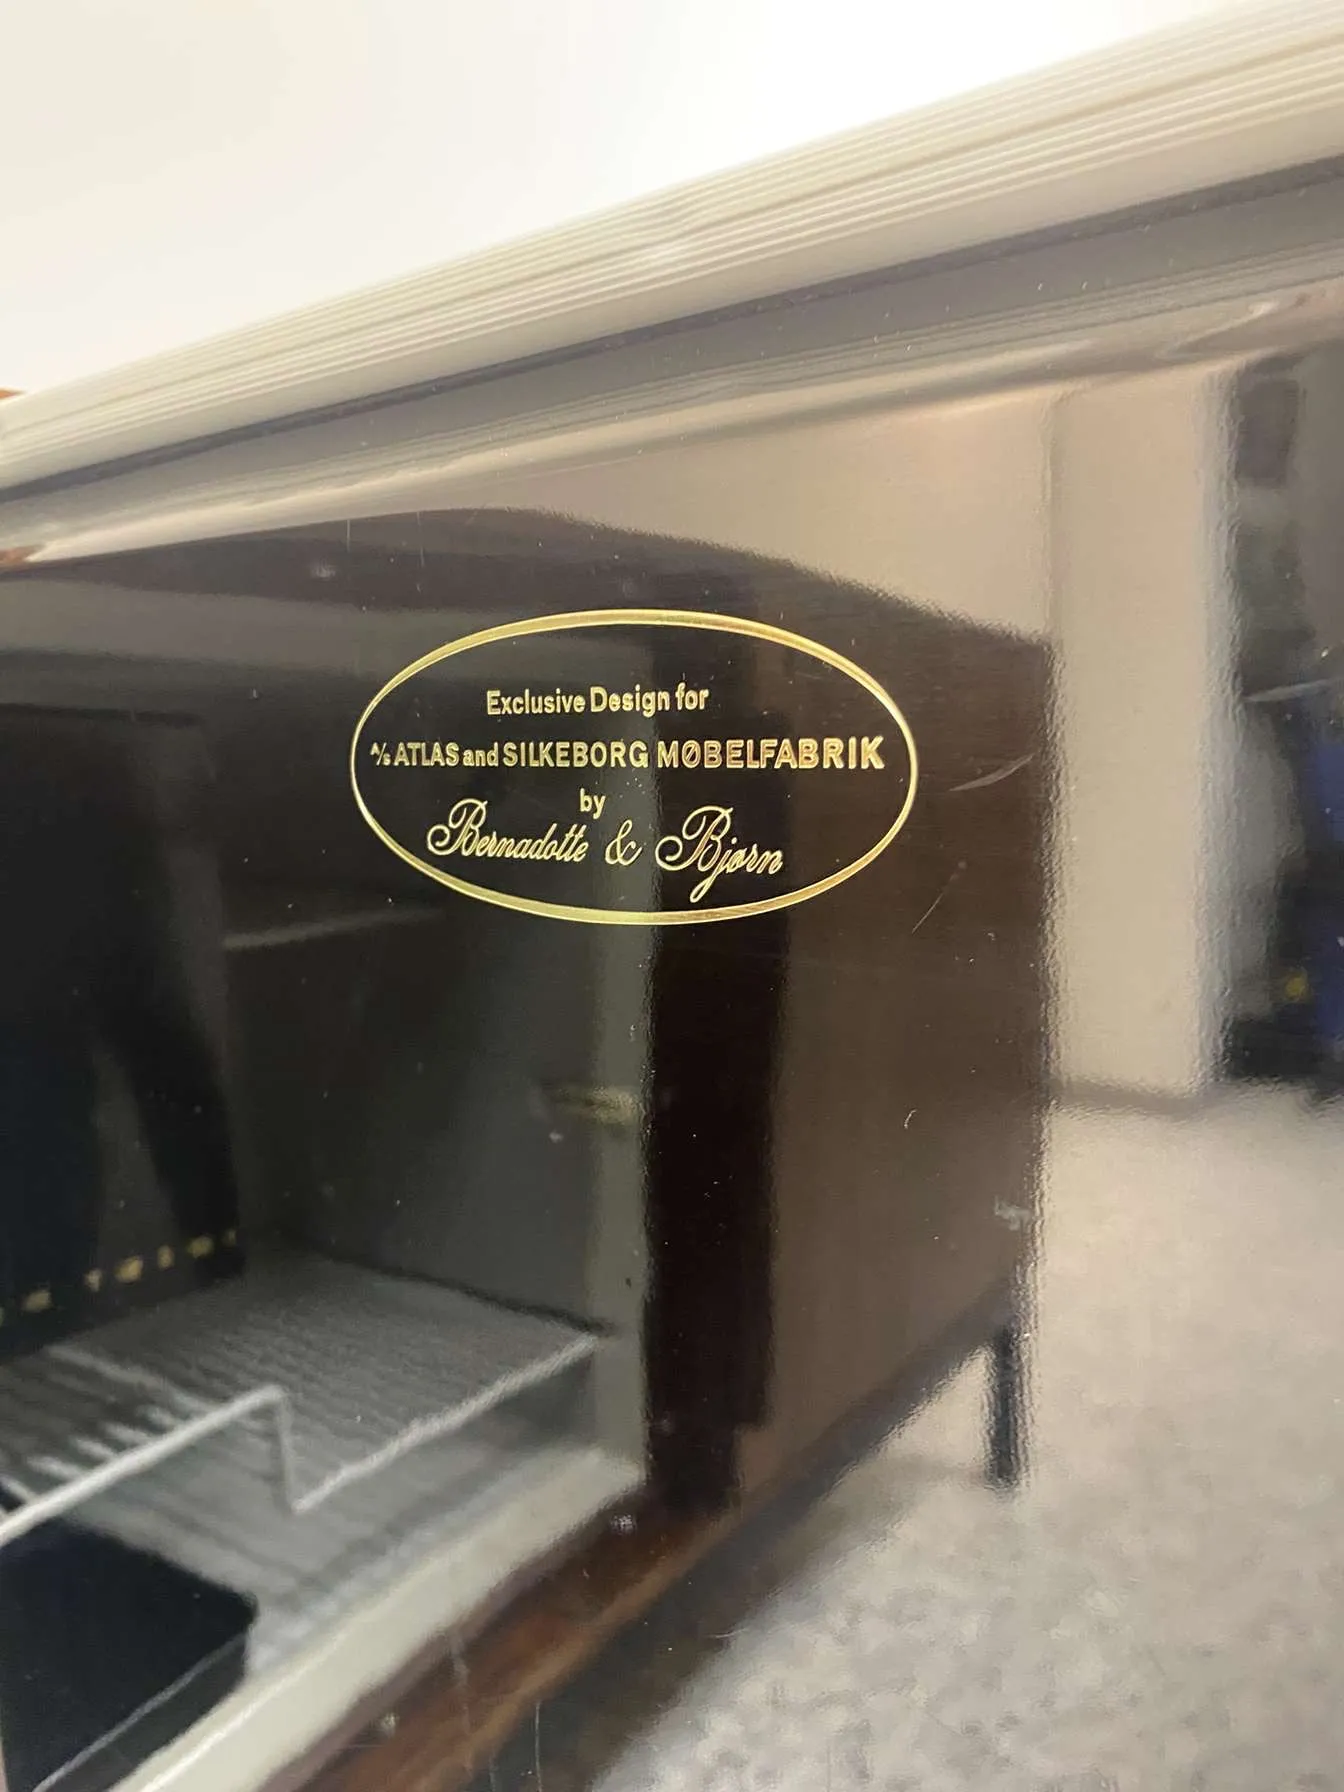 Exclusive Design for
A/s ATLAS and SILKEBORG MØBELFABRIK
by
Bernadotte & Bjørn